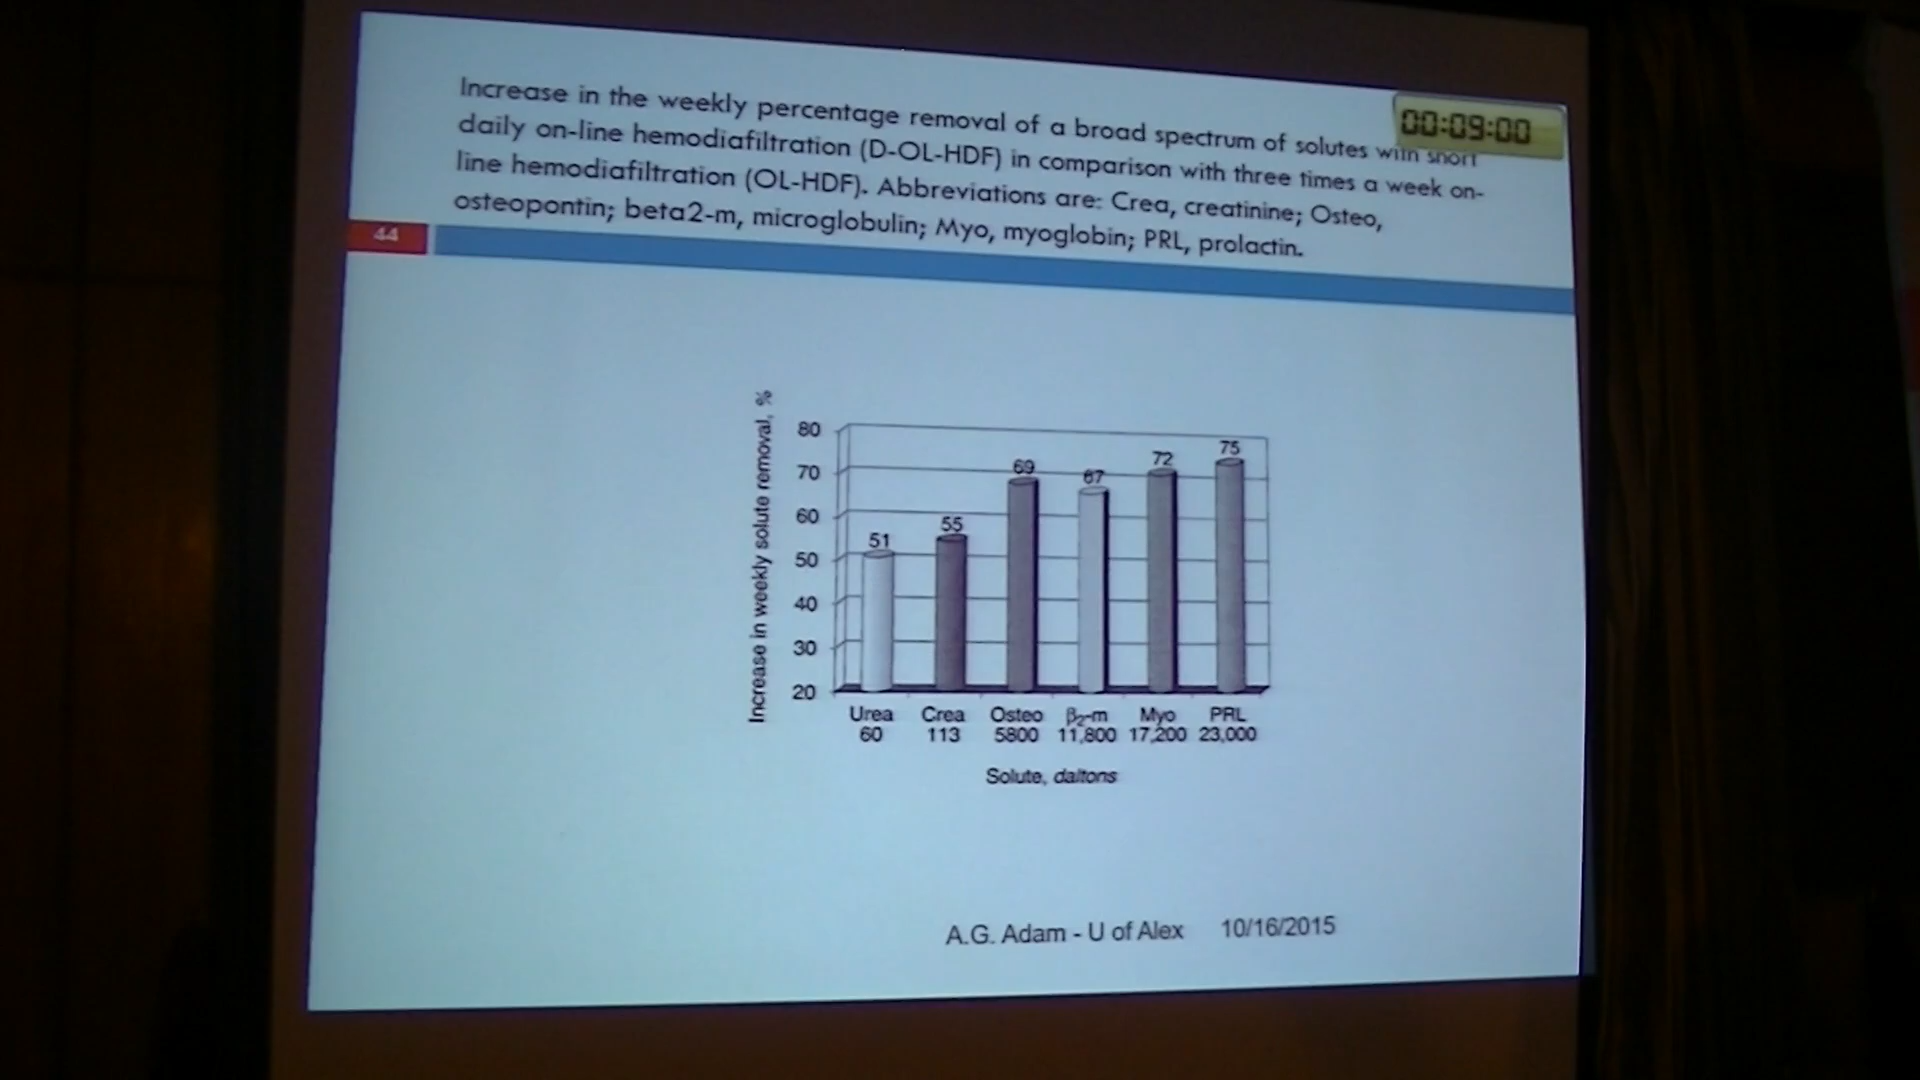 Increase in the weekly percentage removal of a broad spectrum of solutes with short
00:09:00
daily on-line hemodiafiltration (D-OL-HDF) in comparison with three times a week on-
line hemodiafiltration (OL-HDF). Abbreviations are: Crea, creatinine; Osteo,
osteopontin; beta2-m, microglobulin; Myo, myoglobin; PRL, prolactin.
44
Increase in weekly solute removal, %
80
70
60
50
40
30
20
51
55
69
67
72
75
Urea Crea Osteo β₂-m Myo PRL
60 113 5800 11,800 17,200 23,000
Solute, daltons
A.G. Adam - U of Alex 10/16/2015